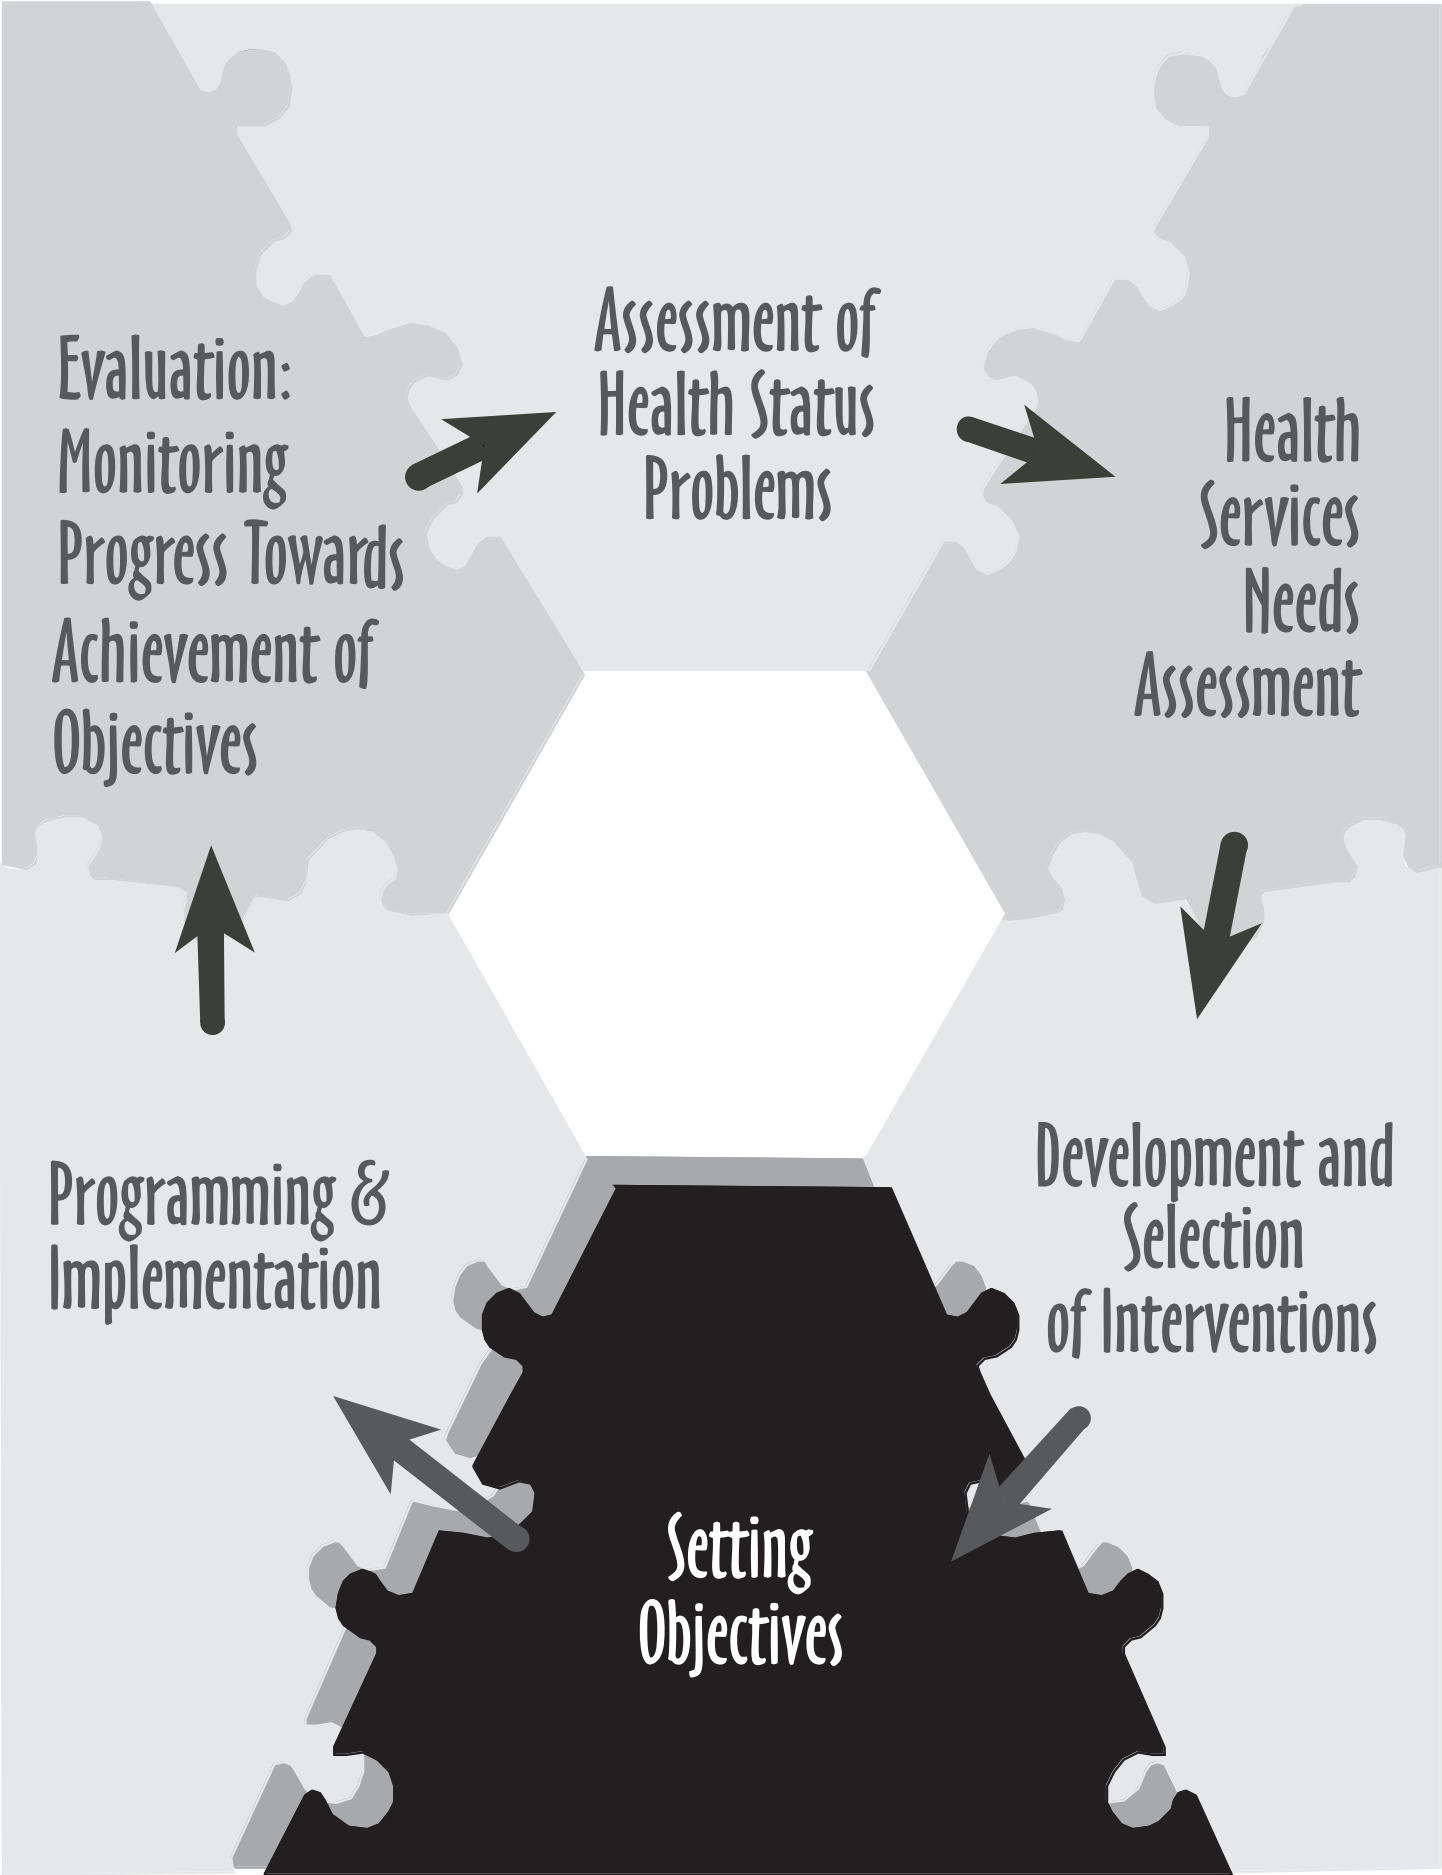 Assessment of
Health Status
Problems
Health
Services
Needs
Assessment
Development and
Selection
of Interventions
Setting
Objectives
Programming &
Implementation
Evaluation:
Monitoring
Progress Towards
Achievement of
Objectives